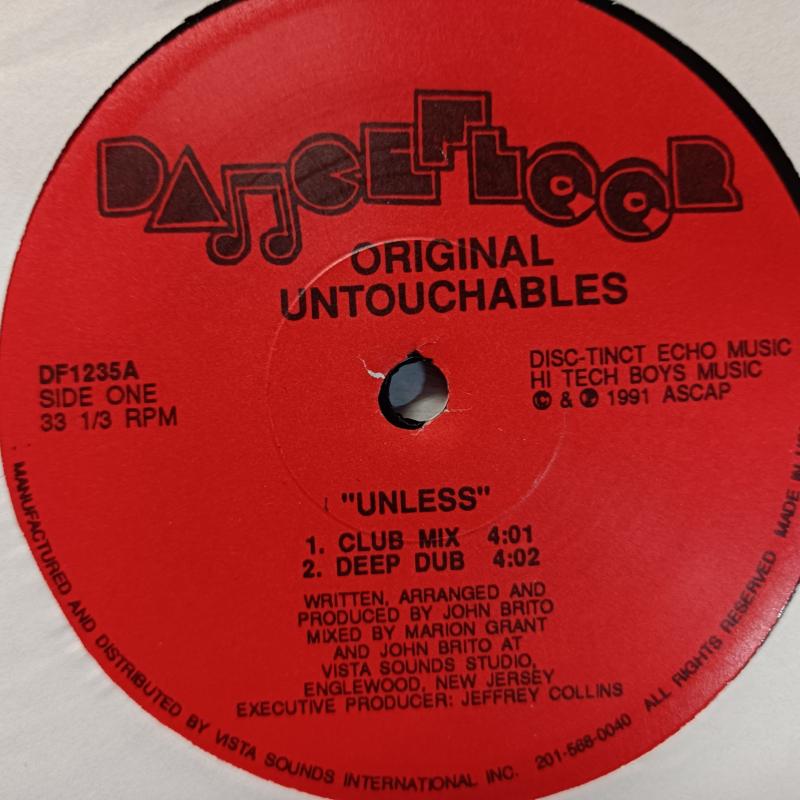 DANCEFLOOR
ORIGINAL
UNTOUCHABLES
DF1235A
SIDE ONE
33 1/3 RPM
DISC-TINCT ECHO MUSIC
HI TECH BOYS MUSIC
© & ℗ 1991 ASCAP
"UNLESS"
1. CLUB MIX 4:01
2. DEEP DUB 4:02
WRITTEN, ARRANGED AND
PRODUCED BY JOHN BRITO
MIXED BY MARION GRANT
AND JOHN BRITO AT
VISTA SOUNDS STUDIO,
ENGLEWOOD, NEW JERSEY
EXECUTIVE PRODUCER: JEFFREY COLLINS
MANUFACTURED AND DISTRIBUTED BY VISTA SOUNDS INTERNATIONAL INC. 201-568-0040 ALL RIGHTS RESERVED MADE IN